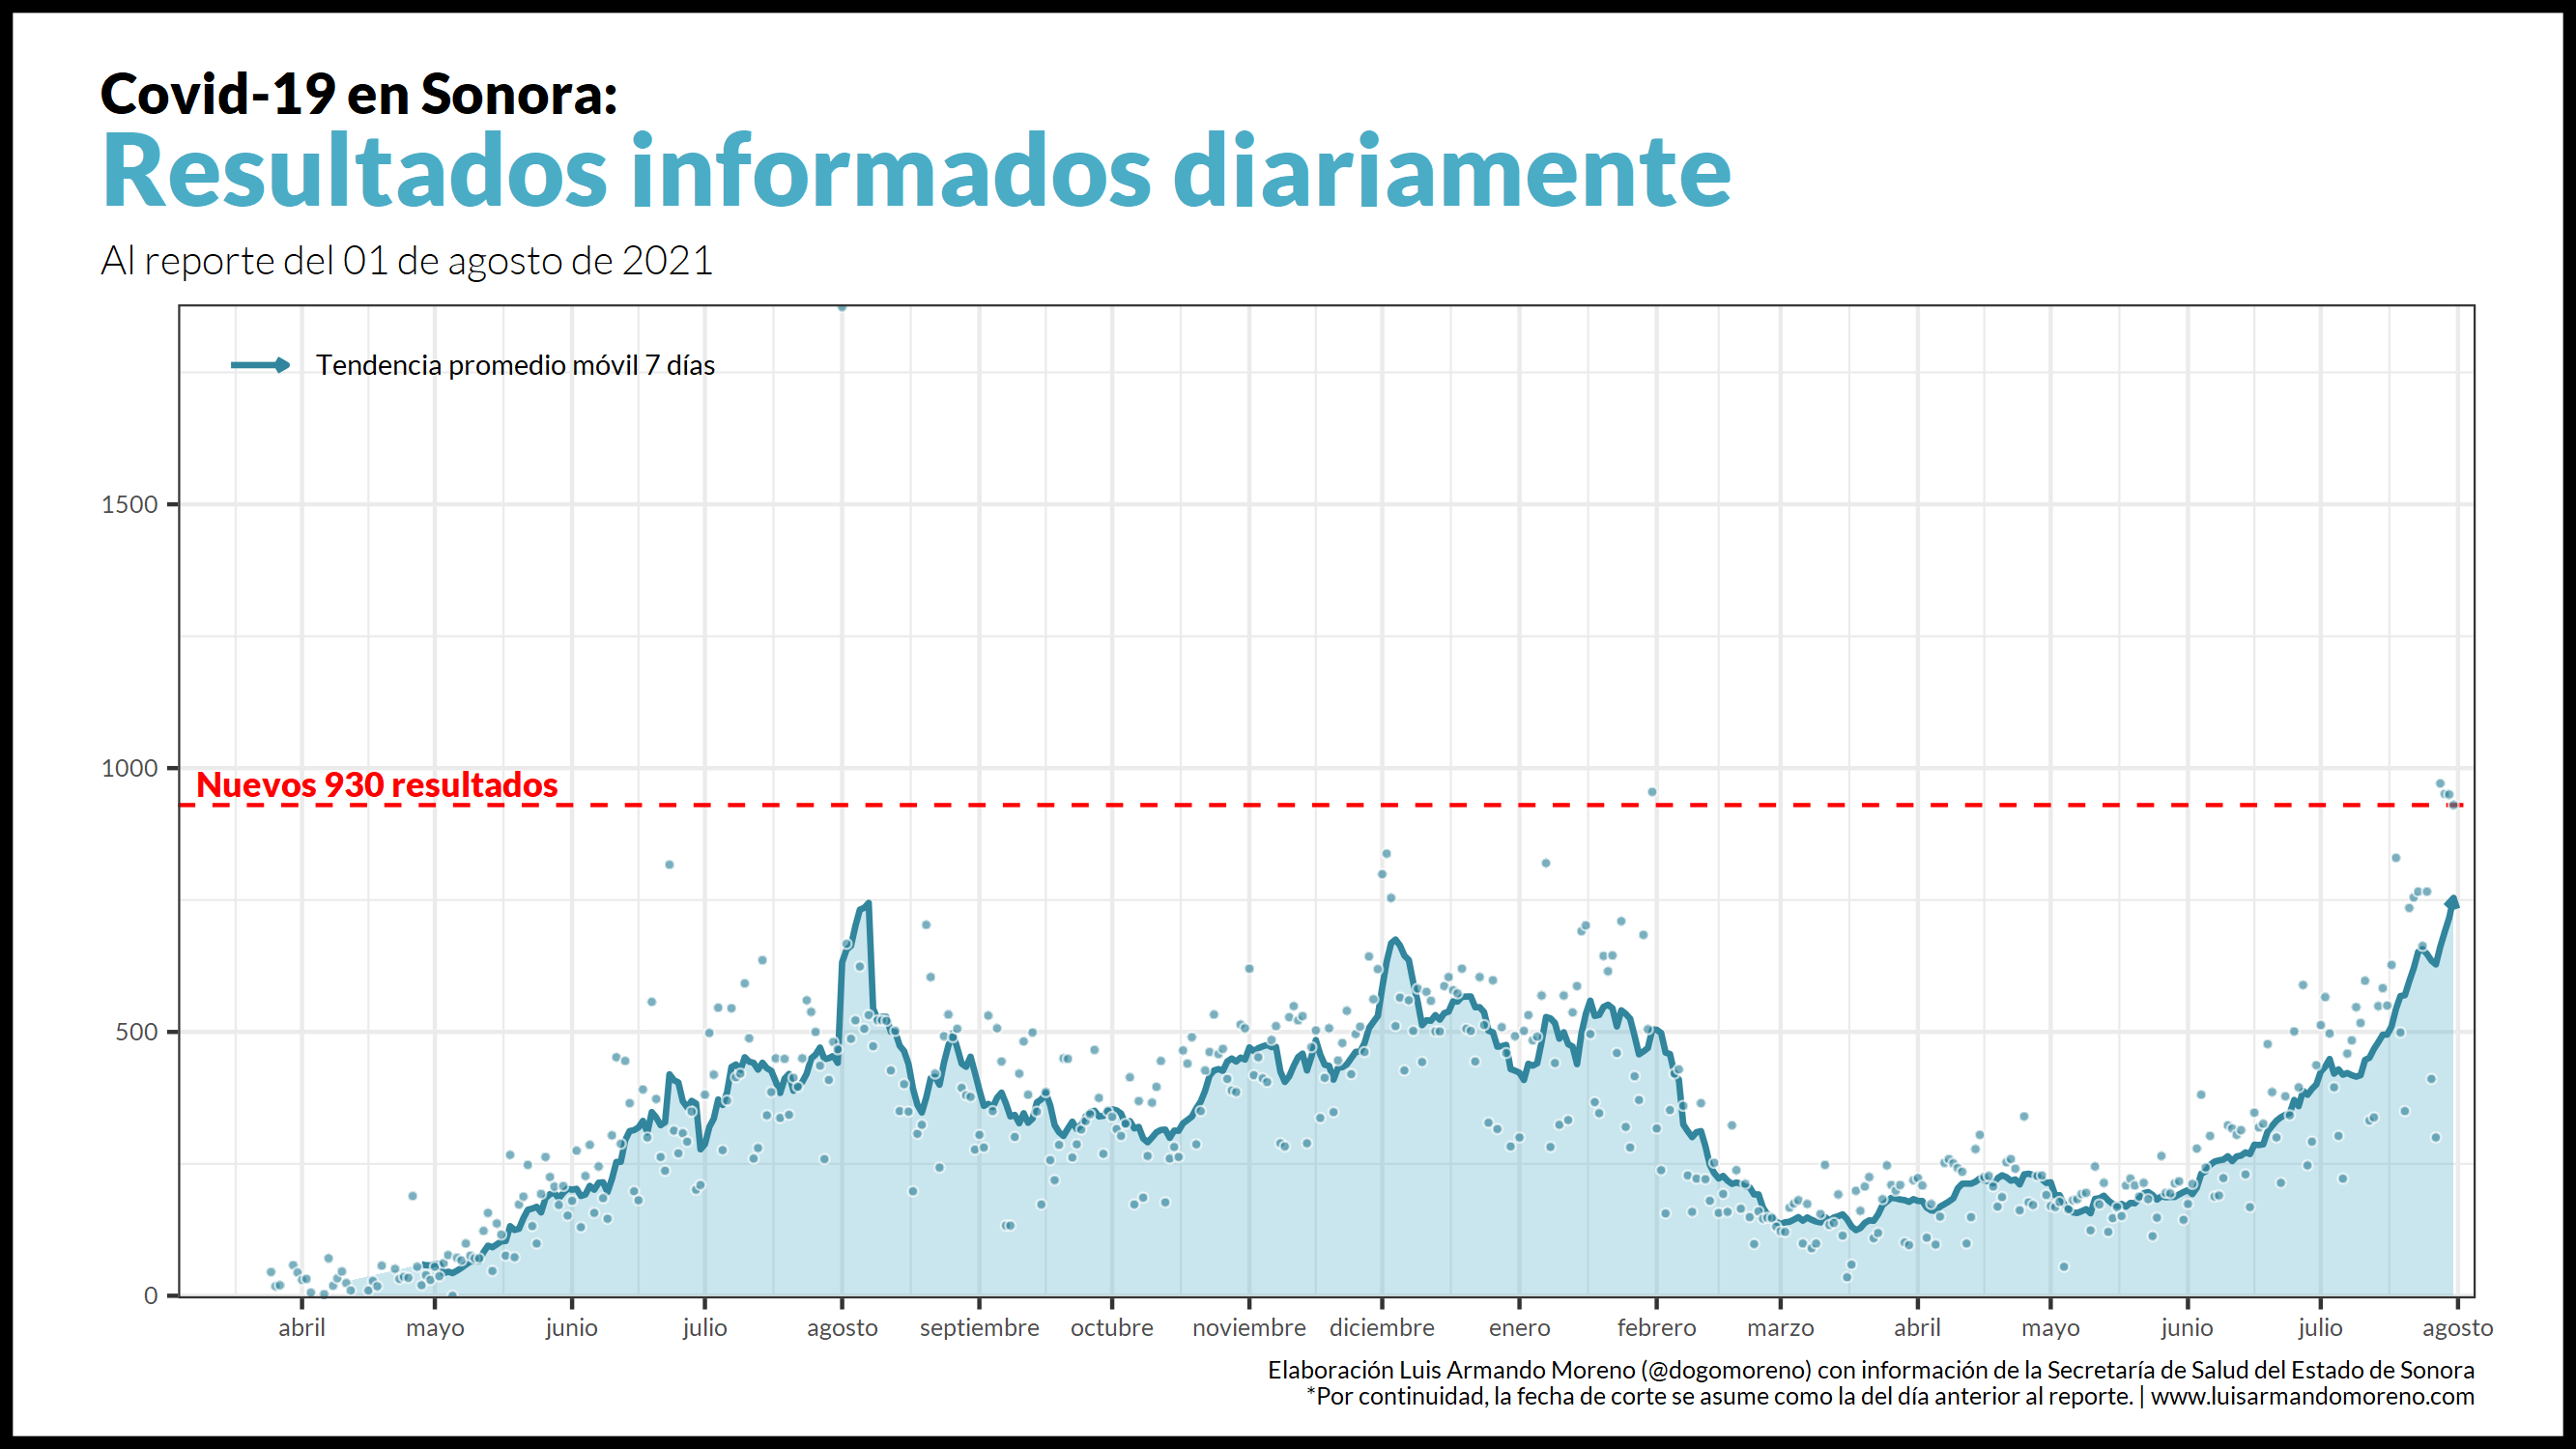 Covid-19 en Sonora:
Resultados informados diariamente
Al reporte del 01 de agosto de 2021
Tendencia promedio móvil 7 días
1500
1000
Nuevos 930 resultados
500
0
abril mayo junio julio agosto septiembre octubre noviembre diciembre enero febrero marzo abril mayo junio julio agosto
Elaboración Luis Armando Moreno (@dogomoreno) con información de la Secretaría de Salud del Estado de Sonora
*Por continuidad, la fecha de corte se asume como la del día anterior al reporte. | www.luisarmandomoreno.com